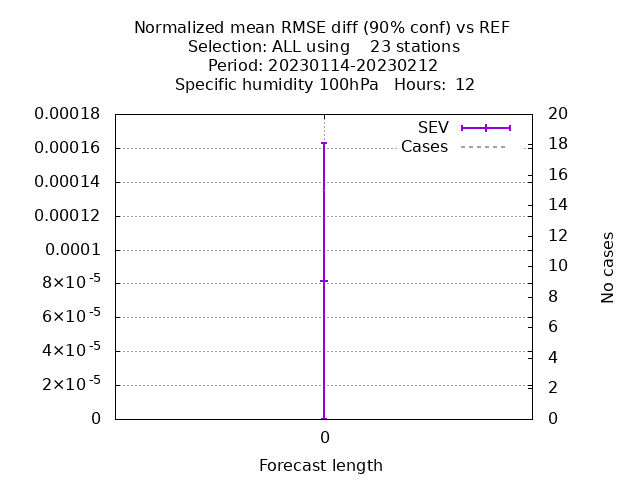 Normalized mean RMSE diff (90% conf) vs REF
Selection: ALL using    23 stations
Period: 20230114-20230212
Specific humidity 100hPa   Hours:  12
0.00018
0.00016
0.00014
0.00012
0.0001
8×10⁻⁵
6×10⁻⁵
4×10⁻⁵
2×10⁻⁵
0
SEV
Cases
20
18
16
14
12
10
8
6
4
2
0
No cases
0
Forecast length